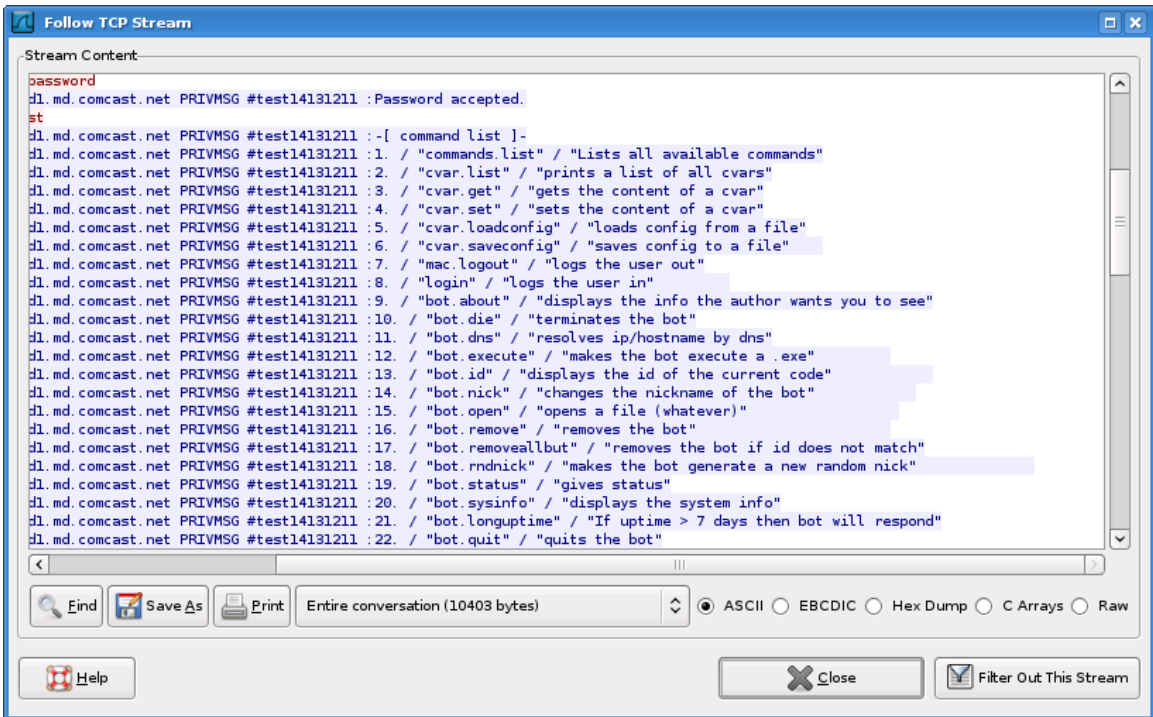 Follow TCP Stream
Stream Content
password
d1.md.comcast.net PRIVMSG #test14131211 :Password accepted.
st
d1.md.comcast.net PRIVMSG #test14131211 :-[ command list ]-
d1.md.comcast.net PRIVMSG #test14131211 :1. / "commands.list" / "Lists all available commands"
d1.md.comcast.net PRIVMSG #test14131211 :2. / "cvar.list" / "prints a list of all cvars"
d1.md.comcast.net PRIVMSG #test14131211 :3. / "cvar.get" / "gets the content of a cvar"
d1.md.comcast.net PRIVMSG #test14131211 :4. / "cvar.set" / "sets the content of a cvar"
d1.md.comcast.net PRIVMSG #test14131211 :5. / "cvar.loadconfig" / "loads config from a file"
d1.md.comcast.net PRIVMSG #test14131211 :6. / "cvar.saveconfig" / "saves config to a file"
d1.md.comcast.net PRIVMSG #test14131211 :7. / "mac.logout" / "logs the user out"
d1.md.comcast.net PRIVMSG #test14131211 :8. / "login" / "logs the user in"
d1.md.comcast.net PRIVMSG #test14131211 :9. / "bot.about" / "displays the info the author wants you to see"
d1.md.comcast.net PRIVMSG #test14131211 :10. / "bot.die" / "terminates the bot"
d1.md.comcast.net PRIVMSG #test14131211 :11. / "bot.dns" / "resolves ip/hostname by dns"
d1.md.comcast.net PRIVMSG #test14131211 :12. / "bot.execute" / "makes the bot execute a .exe"
d1.md.comcast.net PRIVMSG #test14131211 :13. / "bot.id" / "displays the id of the current code"
d1.md.comcast.net PRIVMSG #test14131211 :14. / "bot.nick" / "changes the nickname of the bot"
d1.md.comcast.net PRIVMSG #test14131211 :15. / "bot.open" / "opens a file (whatever)"
d1.md.comcast.net PRIVMSG #test14131211 :16. / "bot.remove" / "removes the bot"
d1.md.comcast.net PRIVMSG #test14131211 :17. / "bot.removeallbut" / "removes the bot if id does not match"
d1.md.comcast.net PRIVMSG #test14131211 :18. / "bot.rndnick" / "makes the bot generate a new random nick"
d1.md.comcast.net PRIVMSG #test14131211 :19. / "bot.status" / "gives status"
d1.md.comcast.net PRIVMSG #test14131211 :20. / "bot.sysinfo" / "displays the system info"
d1.md.comcast.net PRIVMSG #test14131211 :21. / "bot.longuptime" / "If uptime > 7 days then bot will respond"
d1.md.comcast.net PRIVMSG #test14131211 :22. / "bot.quit" / "quits the bot"
Find Save As Print Entire conversation (10403 bytes) ASCII EBCDIC Hex Dump C Arrays Raw
Help Close Filter Out This Stream